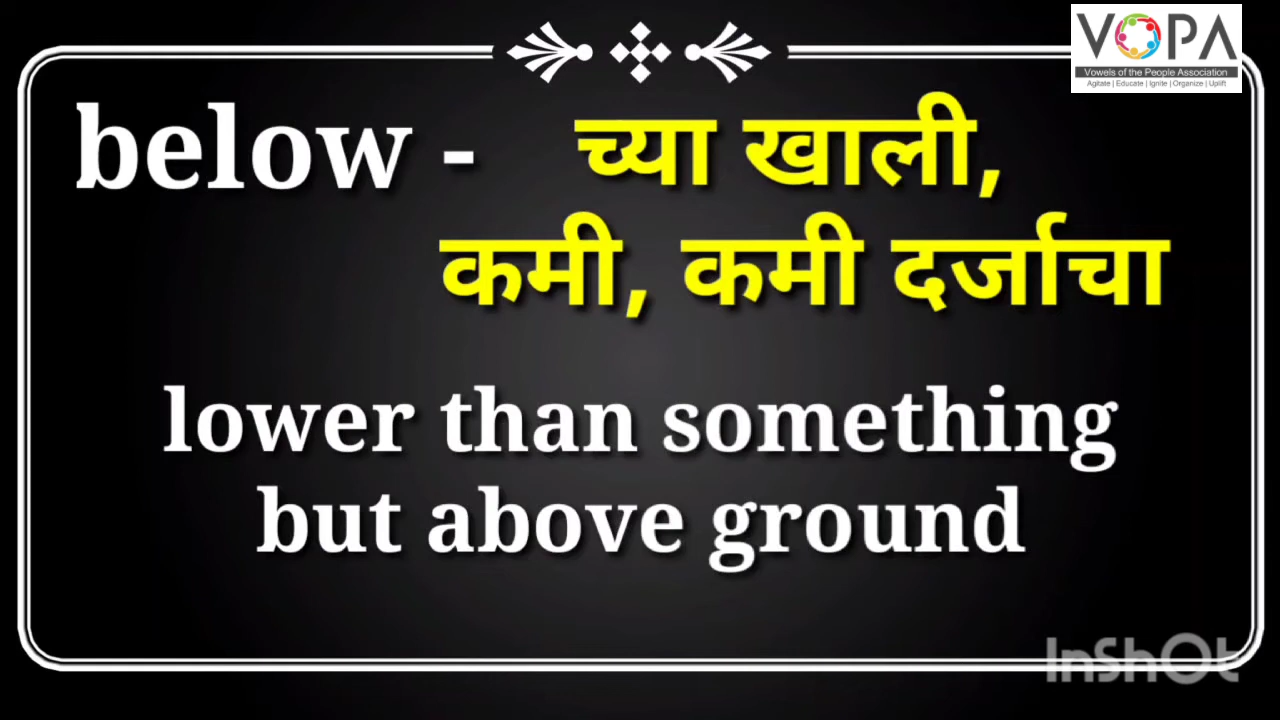 VOPA
Vowels of the People Association
Agitate | Educate | Ignite | Organize | Uplift
below - च्या खाली,
कमी, कमी दर्जाचा
lower than something
but above ground
InShOt